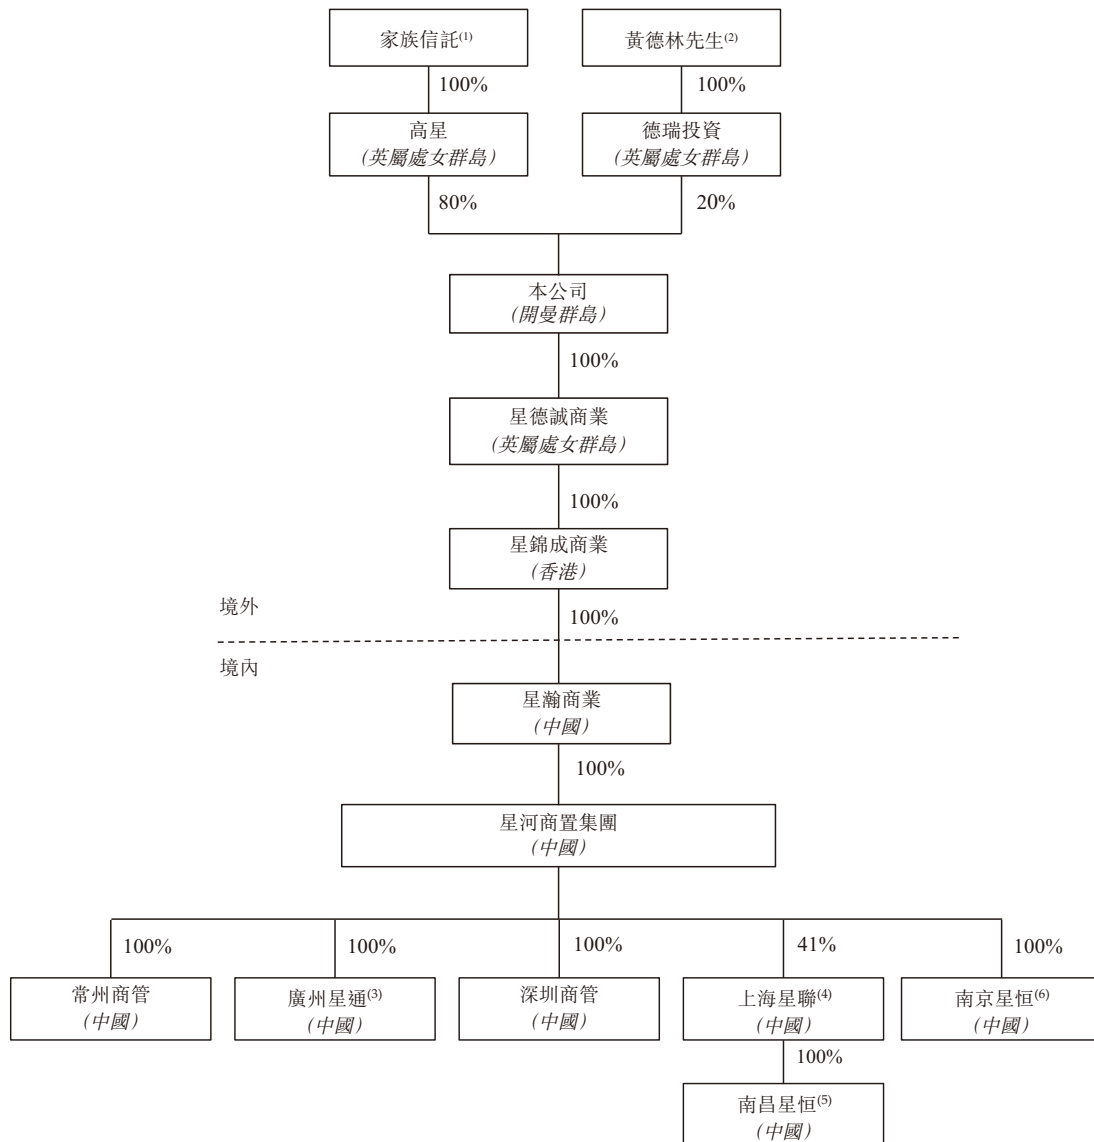 家族信託(1)
黃德林先生(2)
100%
100%
高星
(英屬處女群島)
德瑞投資
(英屬處女群島)
80%
20%
本公司
(開曼群島)
100%
星德誠商業
(英屬處女群島)
100%
星錦成商業
(香港)
境外
100%
境內
星瀚商業
(中國)
100%
星河商置集團
(中國)
100%
100%
100%
41%
100%
常州商管
(中國)
廣州星通(3)
(中國)
深圳商管
(中國)
上海星聯(4)
(中國)
南京星恒(6)
(中國)
100%
南昌星恒(5)
(中國)